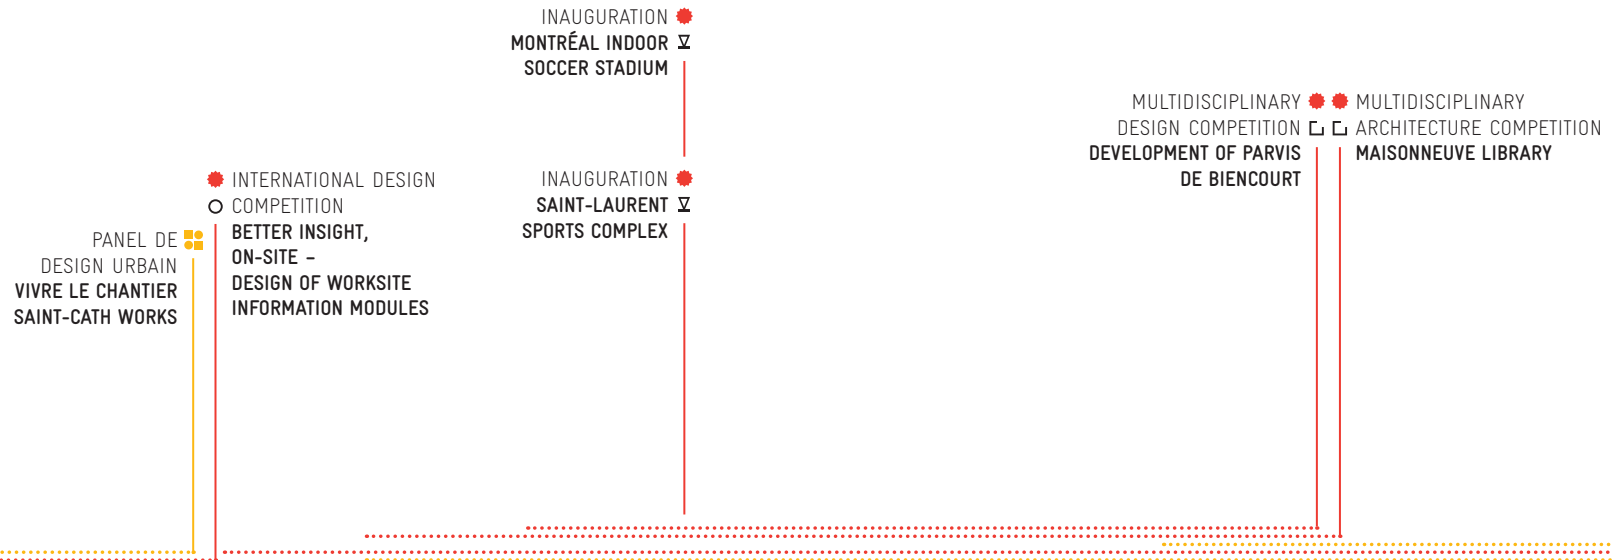 INAUGURATION
MONTRÉAL INDOOR
SOCCER STADIUM
MULTIDISCIPLINARY
DESIGN COMPETITION
DEVELOPMENT OF PARVIS
DE BIENCOURT
MULTIDISCIPLINARY
ARCHITECTURE COMPETITION
MAISONNEUVE LIBRARY
INTERNATIONAL DESIGN
COMPETITION
BETTER INSIGHT,
ON-SITE –
DESIGN OF WORKSITE
INFORMATION MODULES
INAUGURATION
SAINT-LAURENT
SPORTS COMPLEX
PANEL DE
DESIGN URBAIN
VIVRE LE CHANTIER
SAINT-CATH WORKS